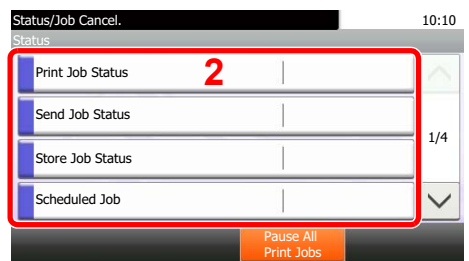 Status/Job Cancel. 10:10
Status
Print Job Status 2
Send Job Status
1/4
Store Job Status
Scheduled Job
Pause All
Print Jobs